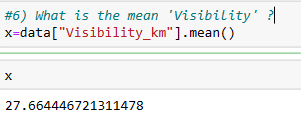 #6) What is the mean 'Visibility' ?
x=data["Visibility_km"].mean()
x
27.664446721311478